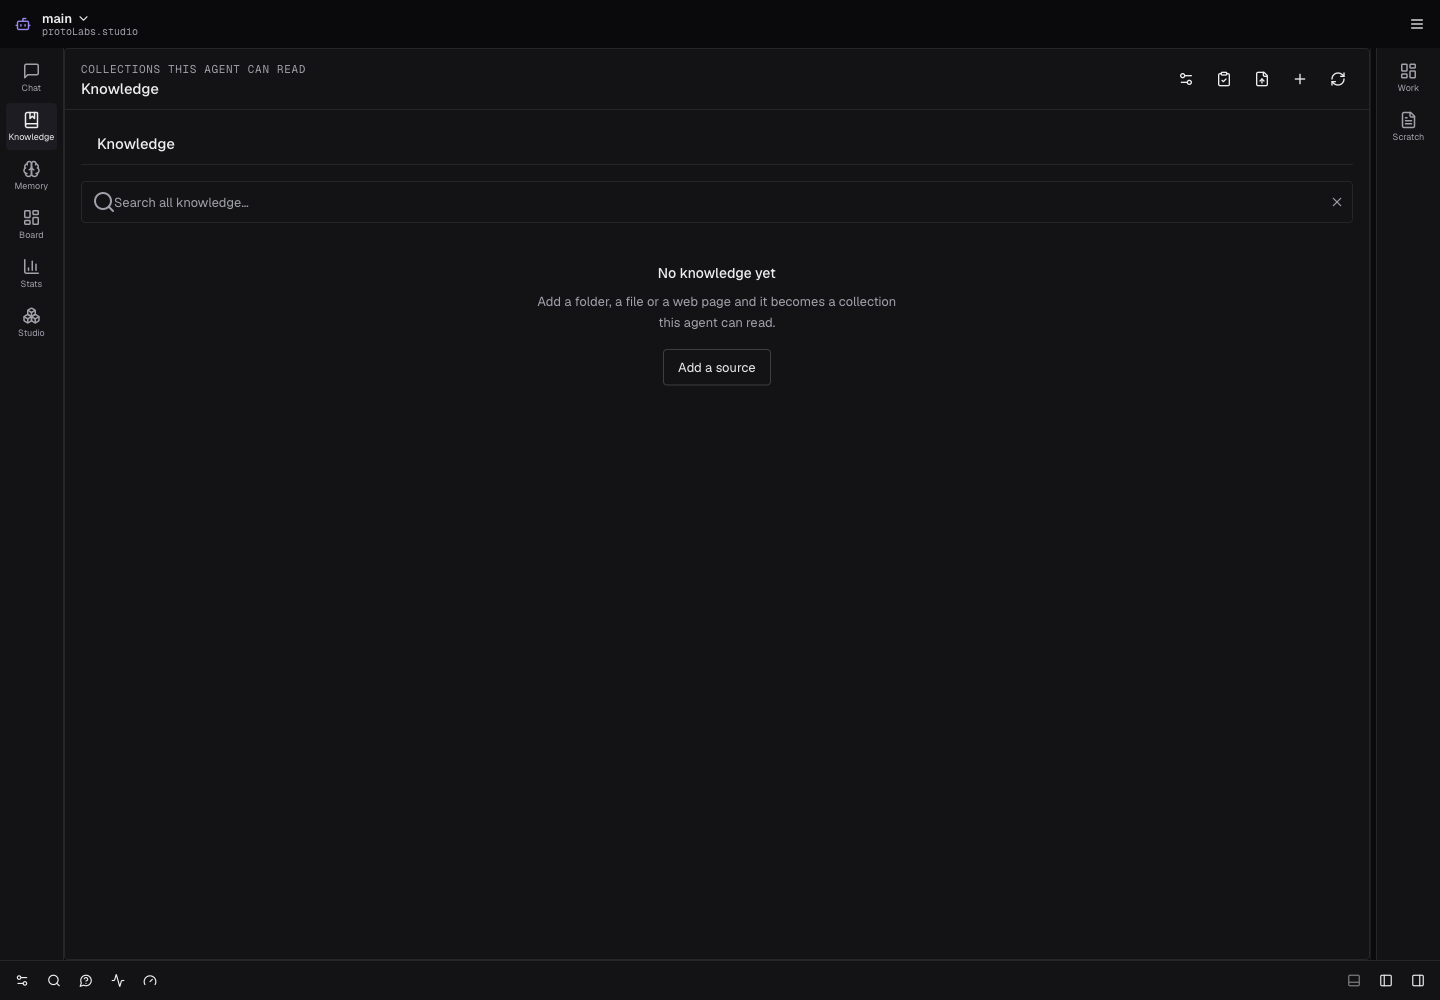 main
protoLabs.studio
Chat
Knowledge
Memory
Board
Stats
Studio
COLLECTIONS THIS AGENT CAN READ
Knowledge
Knowledge
Search all knowledge…
No knowledge yet
Add a folder, a file or a web page and it becomes a collection
this agent can read.
Add a source
Work
Scratch